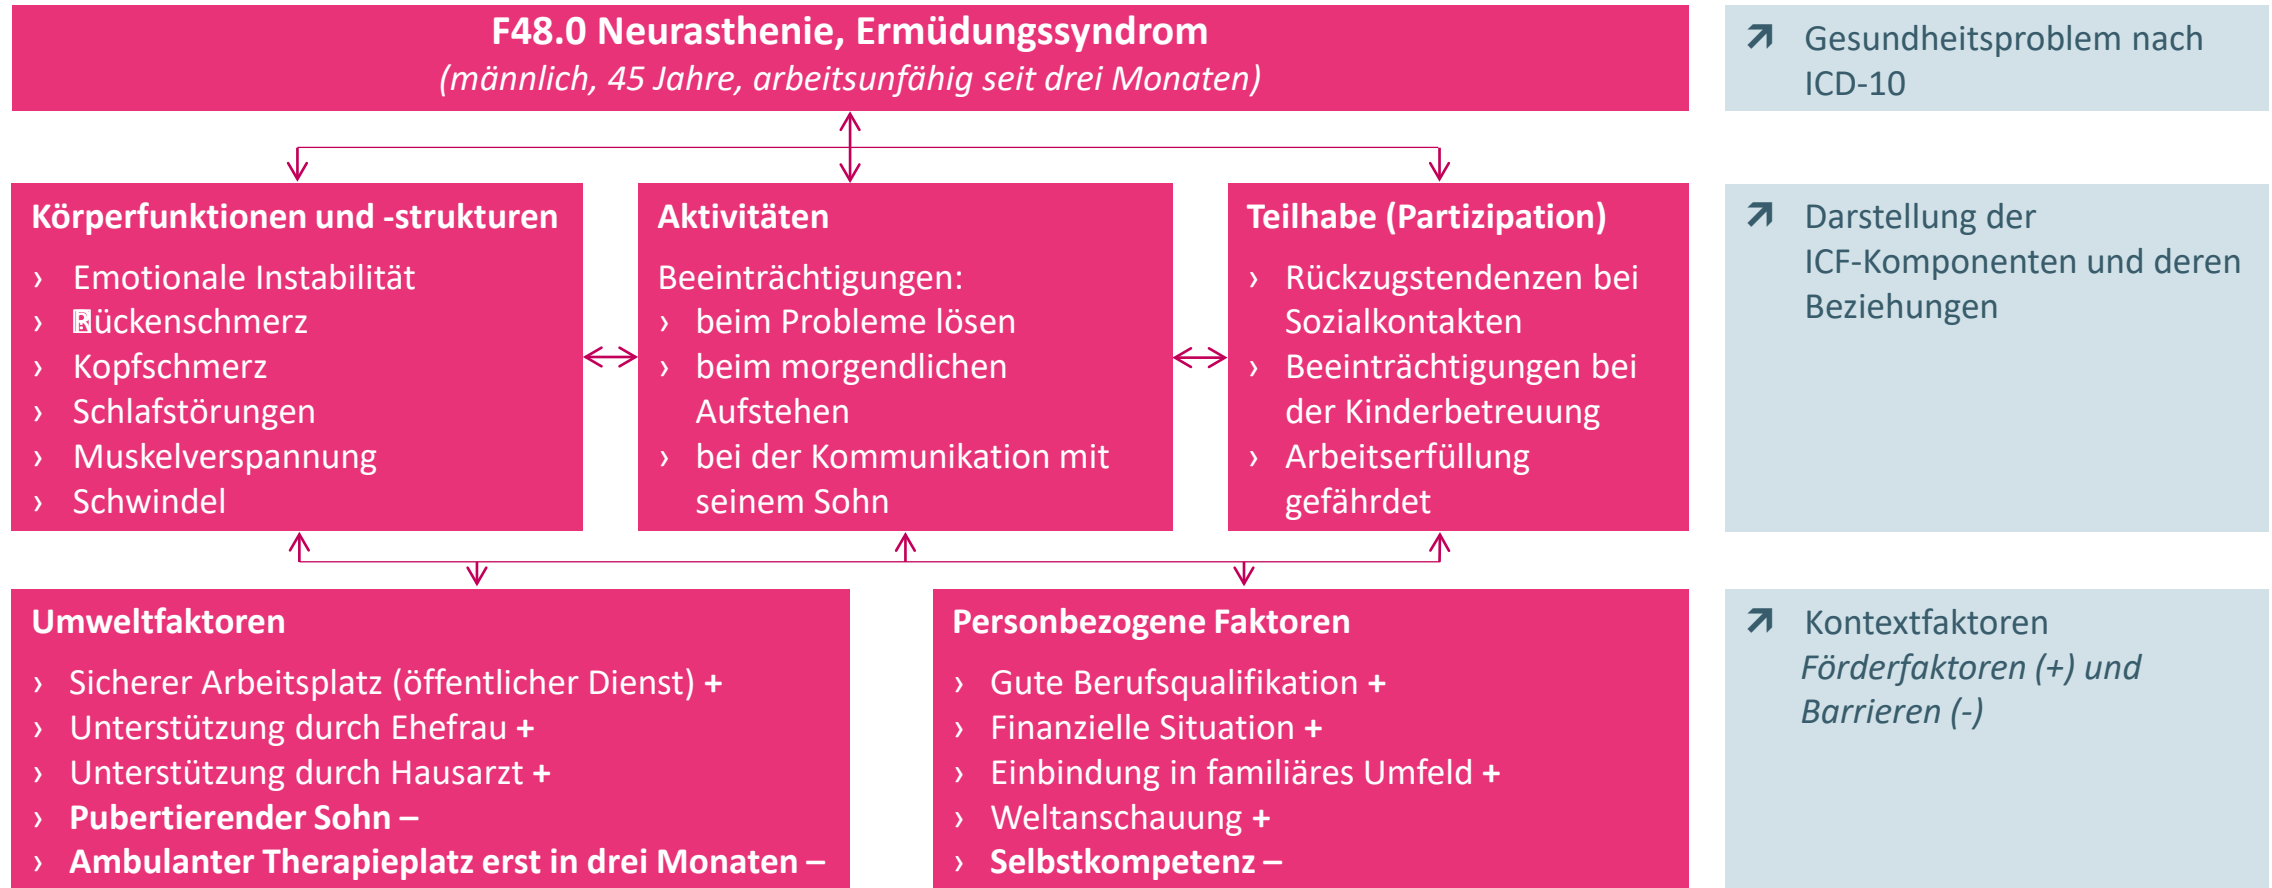 F48.0 Neurasthenie, Ermüdungssyndrom
(männlich, 45 Jahre, arbeitsunfähig seit drei Monaten)
↗ Gesundheitsproblem nach
ICD-10
Körperfunktionen und -strukturen
› Emotionale Instabilität
› Rückenschmerz
› Kopfschmerz
› Schlafstörungen
› Muskelverspannung
› Schwindel
Aktivitäten
Beeinträchtigungen:
› beim Probleme lösen
› beim morgendlichen
Aufstehen
› bei der Kommunikation mit
seinem Sohn
Teilhabe (Partizipation)
› Rückzugstendenzen bei
Sozialkontakten
› Beeinträchtigungen bei
der Kinderbetreuung
› Arbeitserfüllung
gefährdet
↗ Darstellung der
ICF-Komponenten und deren
Beziehungen
Umweltfaktoren
› Sicherer Arbeitsplatz (öffentlicher Dienst) +
› Unterstützung durch Ehefrau +
› Unterstützung durch Hausarzt +
› Pubertierender Sohn –
› Ambulanter Therapieplatz erst in drei Monaten –
Personbezogene Faktoren
› Gute Berufsqualifikation +
› Finanzielle Situation +
› Einbindung in familiäres Umfeld +
› Weltanschauung +
› Selbstkompetenz –
↗ Kontextfaktoren
Förderfaktoren (+) und
Barrieren (-)